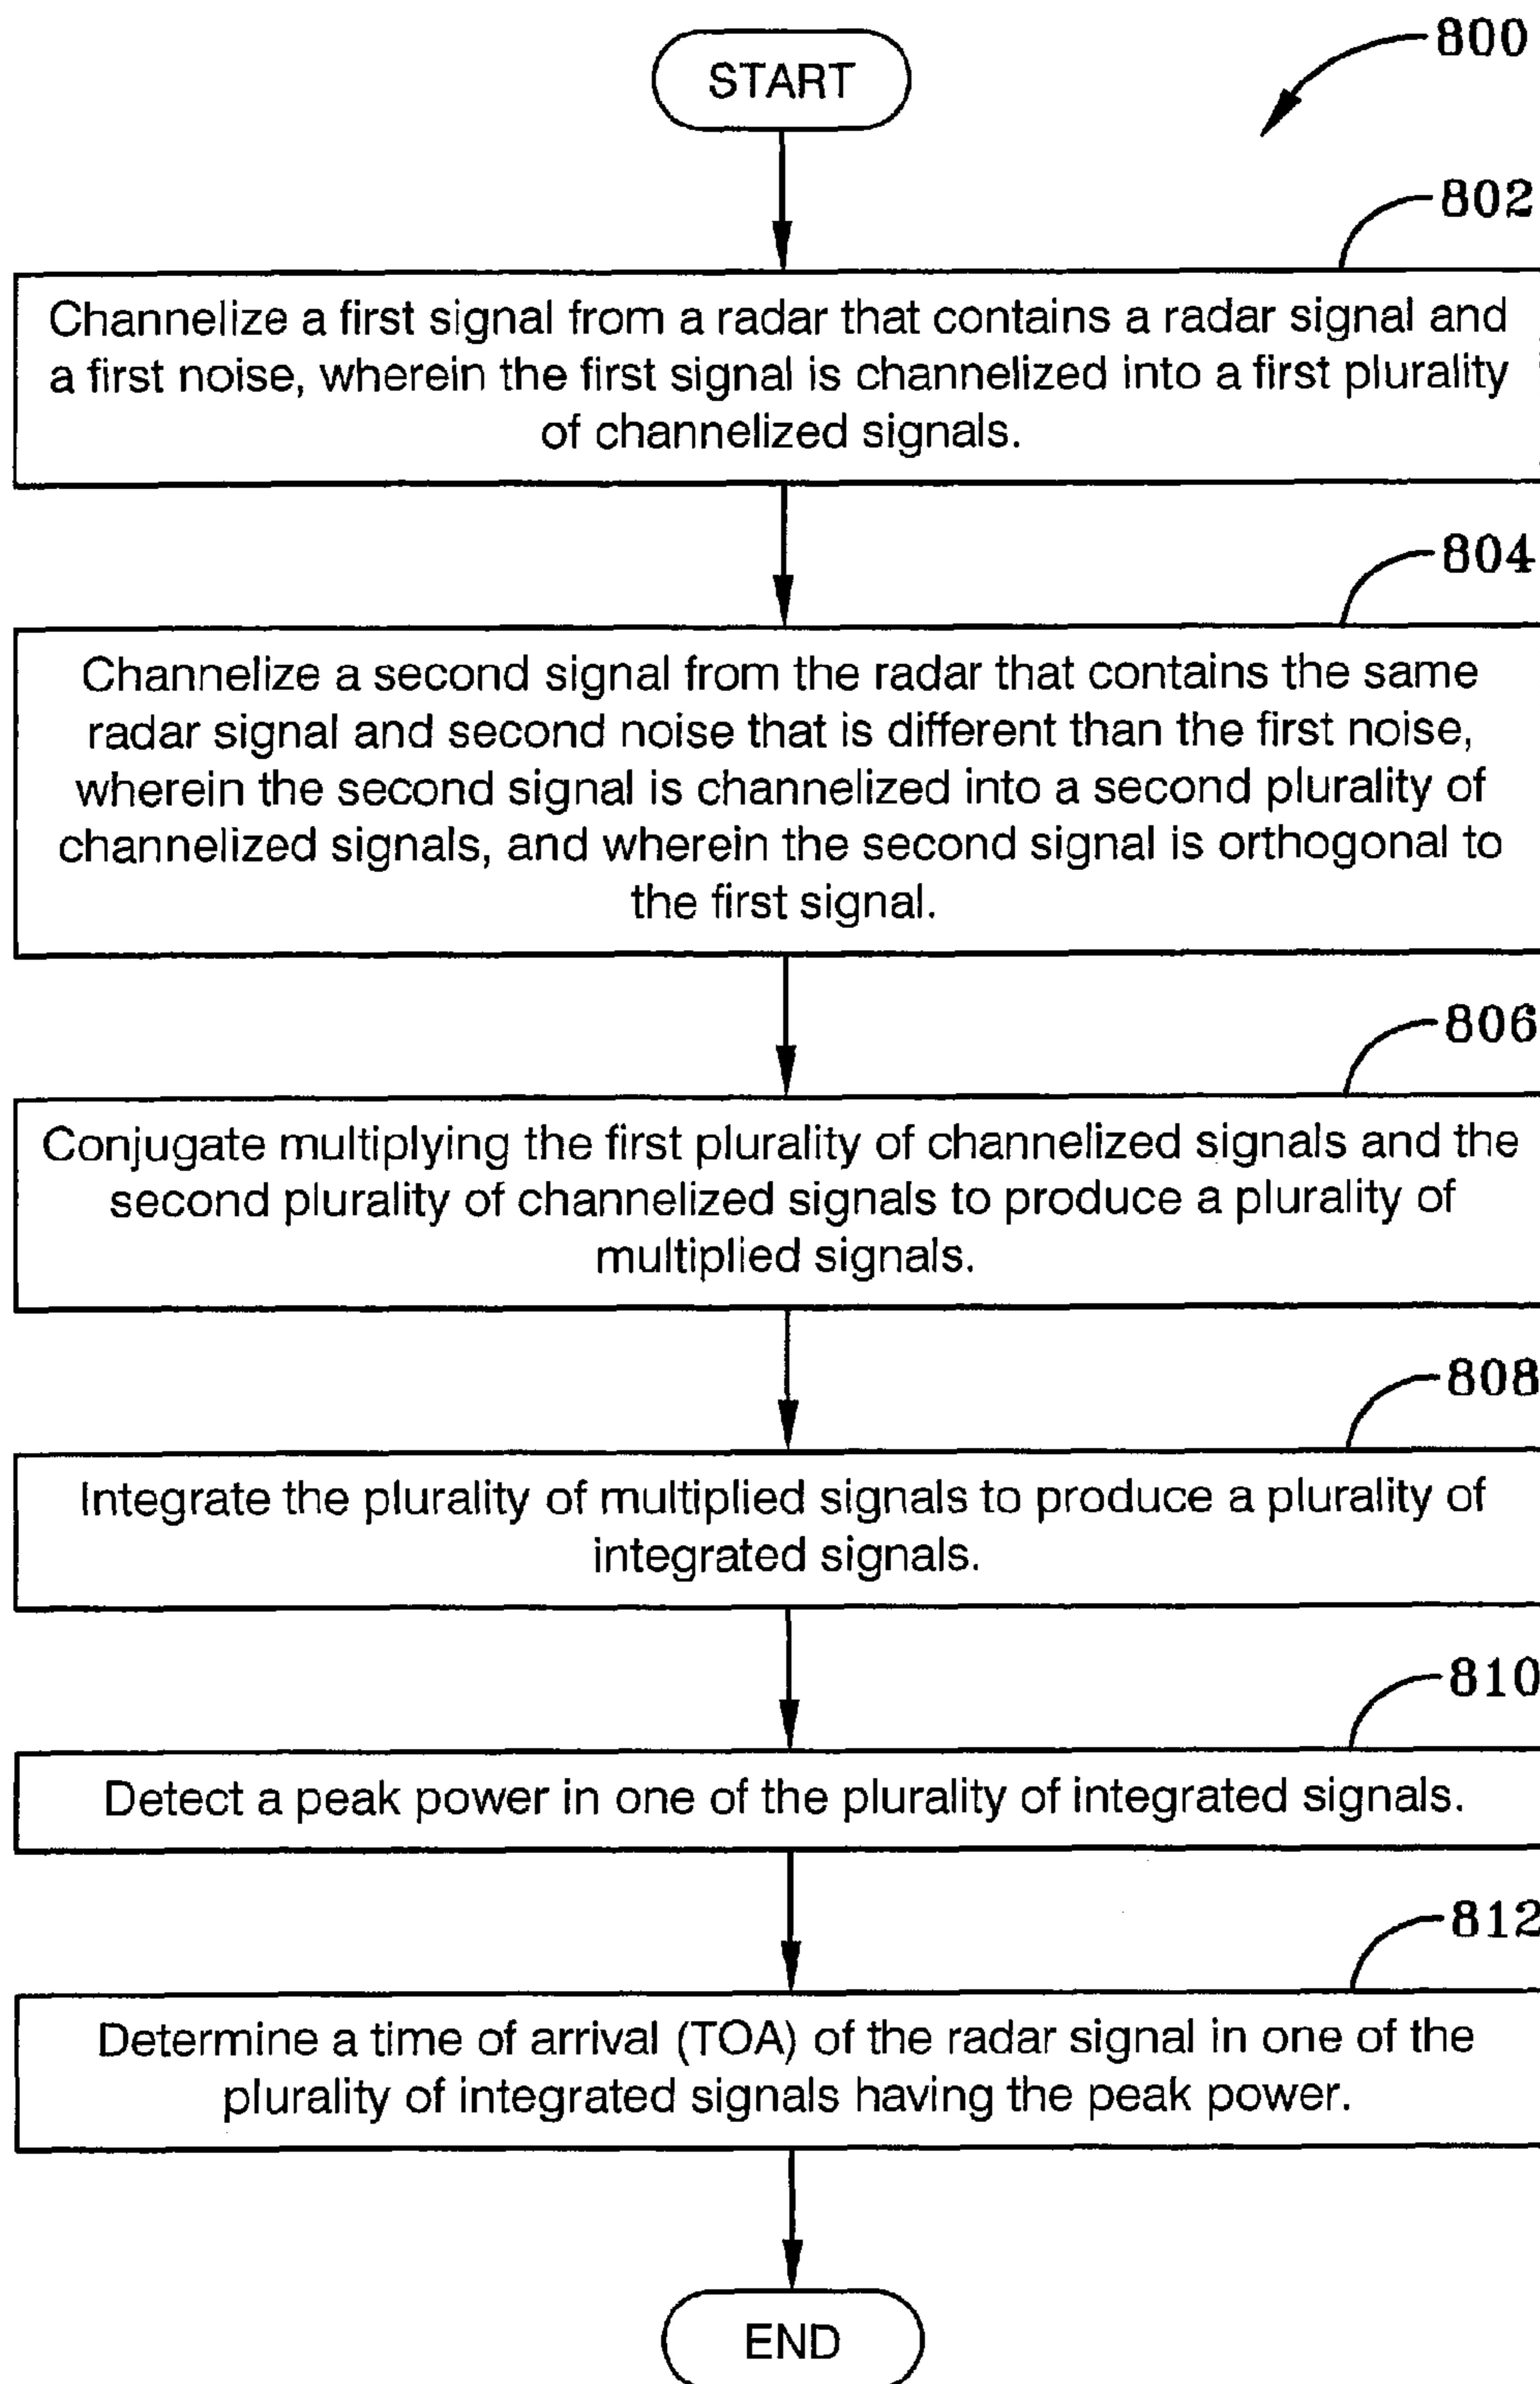 800
START
802
Channelize a first signal from a radar that contains a radar signal and
a first noise, wherein the first signal is channelized into a first plurality
of channelized signals.
804
Channelize a second signal from the radar that contains the same
radar signal and second noise that is different than the first noise,
wherein the second signal is channelized into a second plurality of
channelized signals, and wherein the second signal is orthogonal to
the first signal.
806
Conjugate multiplying the first plurality of channelized signals and the
second plurality of channelized signals to produce a plurality of
multiplied signals.
808
Integrate the plurality of multiplied signals to produce a plurality of
integrated signals.
810
Detect a peak power in one of the plurality of integrated signals.
812
Determine a time of arrival (TOA) of the radar signal in one of the
plurality of integrated signals having the peak power.
END